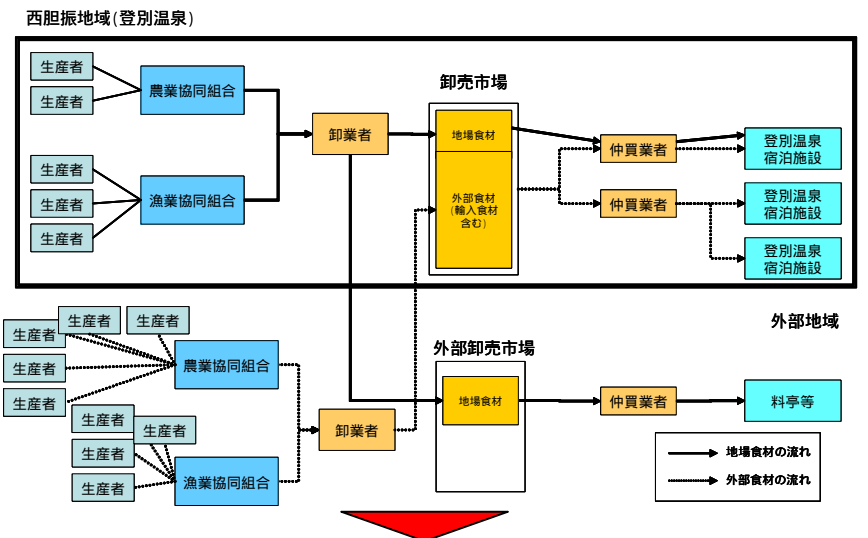 西胆振地域(登別温泉)
生産者
生産者
農業協同組合
生産者
生産者
生産者
漁業協同組合
卸業者
卸売市場
地場食材
外部食材
(輸入食材
含む)
仲買業者
仲買業者
登別温泉
宿泊施設
登別温泉
宿泊施設
登別温泉
宿泊施設
外部地域
生産者
生産者
生産者
生産者
生産者
農業協同組合
生産者
生産者
生産者
生産者
漁業協同組合
卸業者
外部卸売市場
地場食材
仲買業者
料亭等
地場食材の流れ
外部食材の流れ